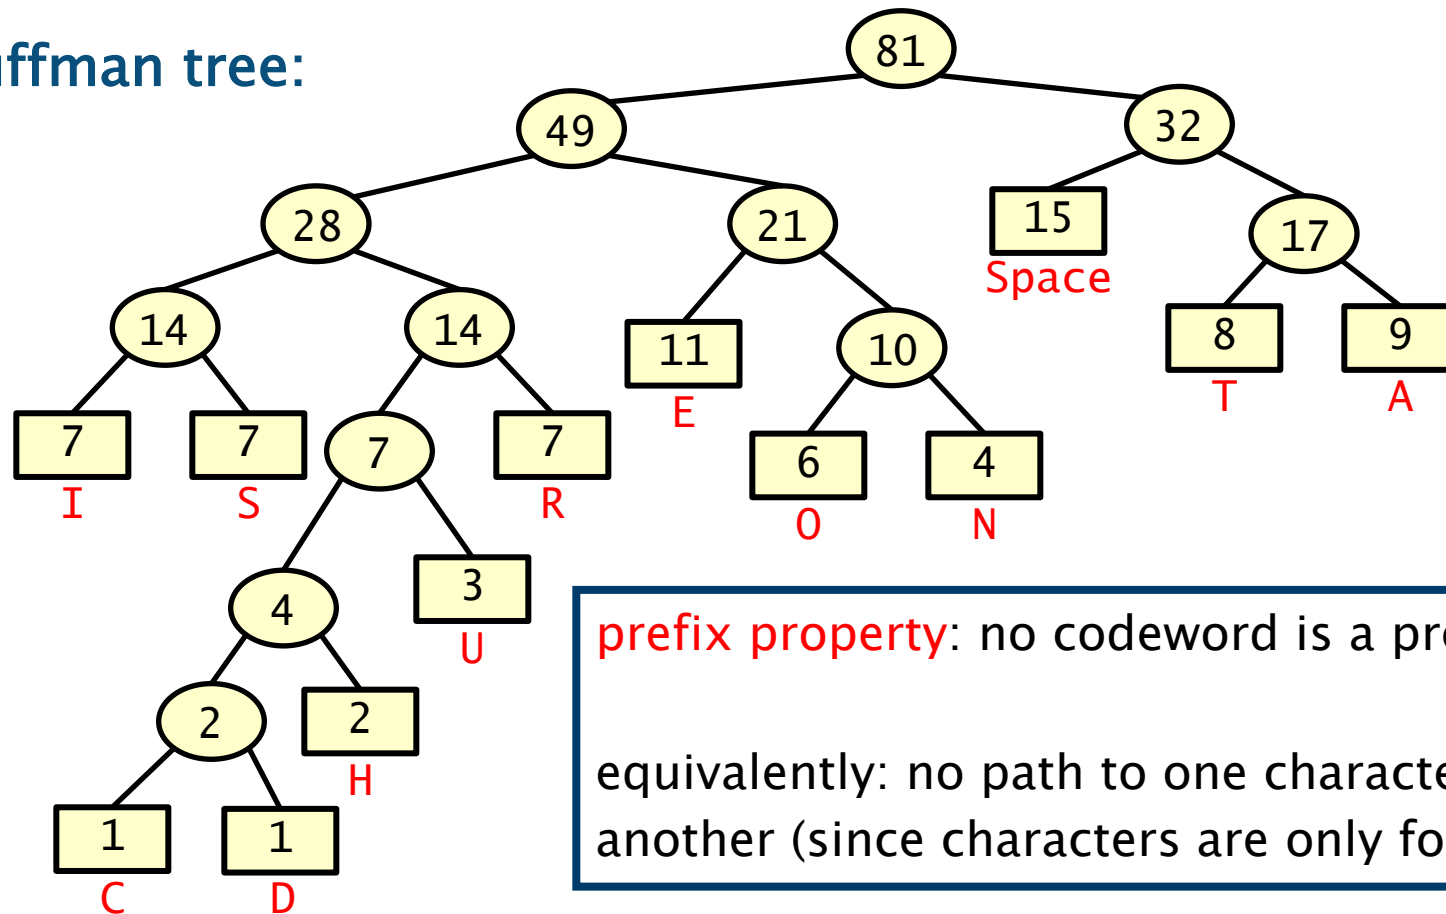 uffman tree:
81
49
32
28
21
15
17
Space
14
14
11
10
8
9
E
T
A
7
7
7
7
6
4
I
S
R
O
N
4
3
U
2
2
H
1
1
C
D
prefix property: no codeword is a pre
equivalently: no path to one characte
another (since characters are only fo